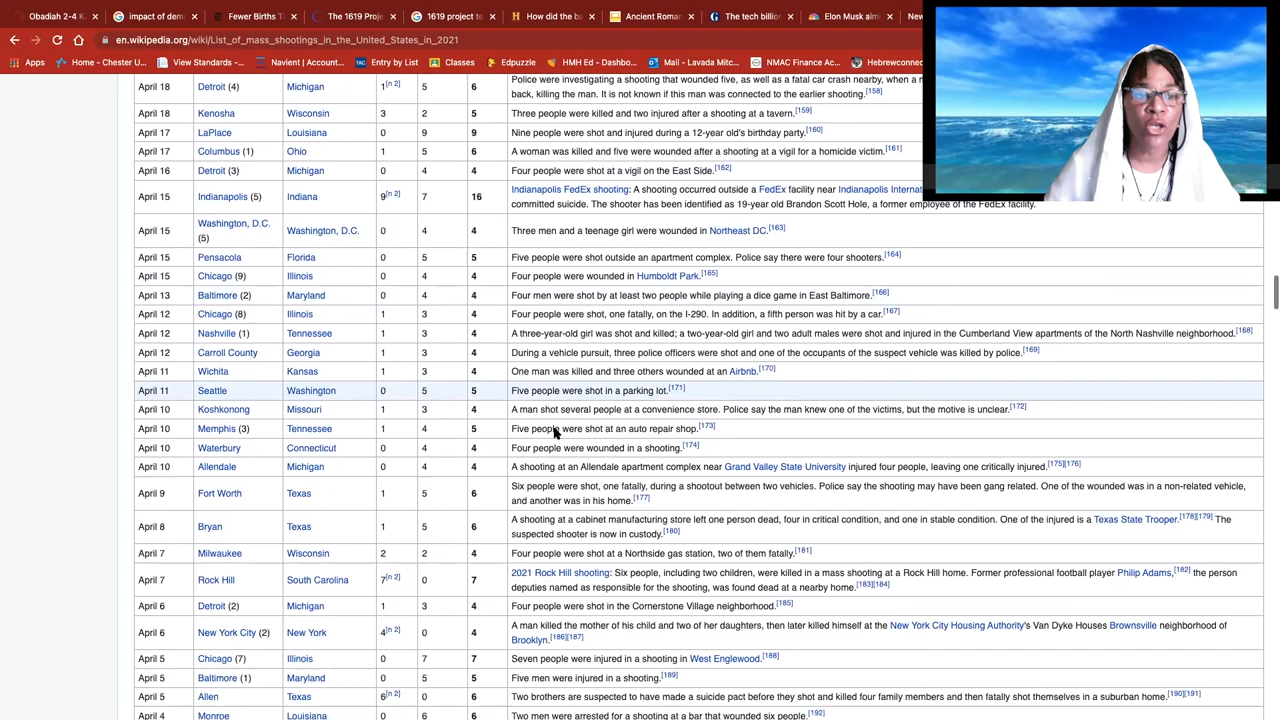 Obadiah 2-4 K
impact of dem
Fewer Births T
The 1619 Proje
1619 project te
How did the ba
Ancient Roman
The tech billion
Elon Musk aim
New
en.wikipedia.org/wiki/List_of_mass_shootings_in_the_United_States_in_2021
Apps
Home - Chester U...
View Standards -...
Navient | Account...
Entry by List
Classes
Edpuzzle
HMH Ed - Dashbo...
Mail - Lavada Mitc...
NMAC Finance Ac...
Hebrewconne
Police were investigating a shooting that wounded five, as well as a fatal car crash nearby, when a m
April 18 Detroit (4) Michigan 1[n 2] 5 6
back, killing the man. It is not known if this man was connected to the earlier shooting.[158]
April 18 Kenosha Wisconsin 3 2 5 Three people were killed and two injured after a shooting at a tavern.[159]
April 17 LaPlace Louisiana 0 9 9 Nine people were shot and injured during a 12-year old's birthday party.[160]
April 17 Columbus (1) Ohio 1 5 6 A woman was killed and five were wounded after a shooting at a vigil for a homicide victim.[161]
April 16 Detroit (3) Michigan 0 4 4 Four people were shot at a vigil on the East Side.[162]
Indianapolis FedEx shooting: A shooting occurred outside a FedEx facility near Indianapolis Internat
April 15 Indianapolis (5) Indiana 9[n 2] 7 16
committed suicide. The shooter has been identified as 19-year old Brandon Scott Hole, a former employee of the FedEx facility.
Washington, D.C.
(5)
April 15 Washington, D.C. 0 4 4 Three men and a teenage girl were wounded in Northeast DC.[163]
April 15 Pensacola Florida 0 5 5 Five people were shot outside an apartment complex. Police say there were four shooters.[164]
April 15 Chicago (9) Illinois 0 4 4 Four people were wounded in Humboldt Park.[165]
April 13 Baltimore (2) Maryland 0 4 4 Four men were shot by at least two people while playing a dice game in East Baltimore.[166]
April 12 Chicago (8) Illinois 1 3 4 Four people were shot, one fatally, on the I-290. In addition, a fifth person was hit by a car.[167]
April 12 Nashville (1) Tennessee 1 3 4 A three-year-old girl was shot and killed; a two-year-old girl and two adult males were shot and injured in the Cumberland View apartments of the North Nashville neighborhood.[168]
April 12 Carroll County Georgia 1 3 4 During a vehicle pursuit, three police officers were shot and one of the occupants of the suspect vehicle was killed by police.[169]
April 11 Wichita Kansas 1 3 4 One man was killed and three others wounded at an Airbnb.[170]
April 11 Seattle Washington 0 5 5 Five people were shot in a parking lot.[171]
April 10 Koshkonong Missouri 1 3 4 A man shot several people at a convenience store. Police say the man knew one of the victims, but the motive is unclear.[172]
April 10 Memphis (3) Tennessee 1 4 5 Five people were shot at an auto repair shop.[173]
April 10 Waterbury Connecticut 0 4 4 Four people were wounded in a shooting.[174]
April 10 Allendale Michigan 0 4 4 A shooting at an Allendale apartment complex near Grand Valley State University injured four people, leaving one critically injured.[175][176]
Six people were shot, one fatally, during a shootout between two vehicles. Police say the shooting may have been gang related. One of the wounded was in a non-related vehicle,
April 9 Fort Worth Texas 1 5 6
and another was in his home.[177]
A shooting at a cabinet manufacturing store left one person dead, four in critical condition, and one in stable condition. One of the injured is a Texas State Trooper.[178][179] The
April 8 Bryan Texas 1 5 6
suspected shooter is now in custody.[180]
April 7 Milwaukee Wisconsin 2 2 4 Four people were shot at a Northside gas station, two of them fatally.[181]
2021 Rock Hill shooting: Six people, including two children, were killed in a mass shooting at a Rock Hill home. Former professional football player Philip Adams,[182] the person
April 7 Rock Hill South Carolina 7[n 2] 0 7
deputies named as responsible for the shooting, was found dead at a nearby home.[183][184]
April 6 Detroit (2) Michigan 1 3 4 Four people were shot in the Cornerstone Village neighborhood.[185]
A man killed the mother of his child and two of her daughters, then later killed himself at the New York City Housing Authority's Van Dyke Houses Brownsville neighborhood of
April 6 New York City (2) New York 4[n 2] 0 4
Brooklyn.[186][187]
April 5 Chicago (7) Illinois 0 7 7 Seven people were injured in a shooting in West Englewood.[188]
April 5 Baltimore (1) Maryland 0 5 5 Five men were injured in a shooting.[189]
April 5 Allen Texas 6[n 2] 0 6 Two brothers are suspected to have made a suicide pact before they shot and killed four family members and then fatally shot themselves in a suburban home.[190][191]
April 4 Monroe Louisiana 0 6 6 Two men were arrested for a shooting at a bar that wounded six people.[192]